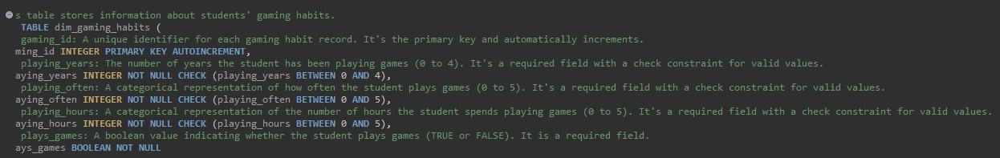 s table stores information about students' gaming habits.
TABLE dim_gaming_habits (
gaming_id: A unique identifier for each gaming habit record. It's the primary key and automatically increments.
ming_id INTEGER PRIMARY KEY AUTOINCREMENT,
playing_years: The number of years the student has been playing games (0 to 4). It's a required field with a check constraint for valid values.
aying_years INTEGER NOT NULL CHECK (playing_years BETWEEN 0 AND 4),
playing_often: A categorical representation of how often the student plays games (0 to 5). It's a required field with a check constraint for valid values.
aying_often INTEGER NOT NULL CHECK (playing_often BETWEEN 0 AND 5),
playing_hours: A categorical representation of the number of hours the student spends playing games (0 to 5). It's a required field with a check constraint for valid values.
aying_hours INTEGER NOT NULL CHECK (playing_hours BETWEEN 0 AND 5),
plays_games: A boolean value indicating whether the student plays games (TRUE or FALSE). It is a required field.
ays_games BOOLEAN NOT NULL